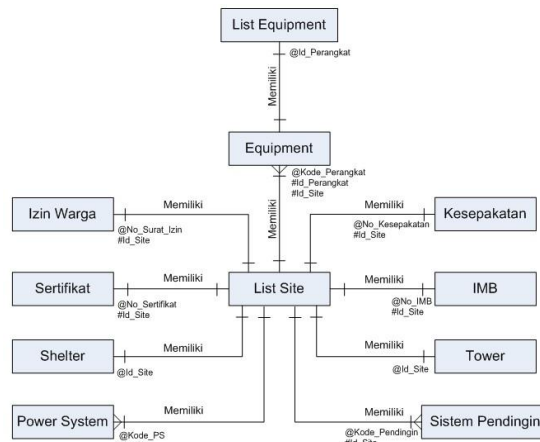 List Equipment
@Id_Perangkat
Memiliki
Equipment
@Kode_Perangkat
#Id_Perangkat
#Id_Site
Memiliki
Izin Warga
Memiliki
@No_Surat_Izin
#Id_Site
Memiliki
Kesepakatan
@No_Kesepakatan
#Id_Site
Sertifikat
Memiliki
@No_Sertifikat
#Id_Site
List Site
Memiliki
IMB
@No_IMB
#Id_Site
Shelter
Memiliki
@Id_Site
Memiliki
Tower
@Id_Site
Power System
Memiliki
@Kode_PS
Memiliki
Sistem Pendingin
@Kode_Pendingin
#Id_Site